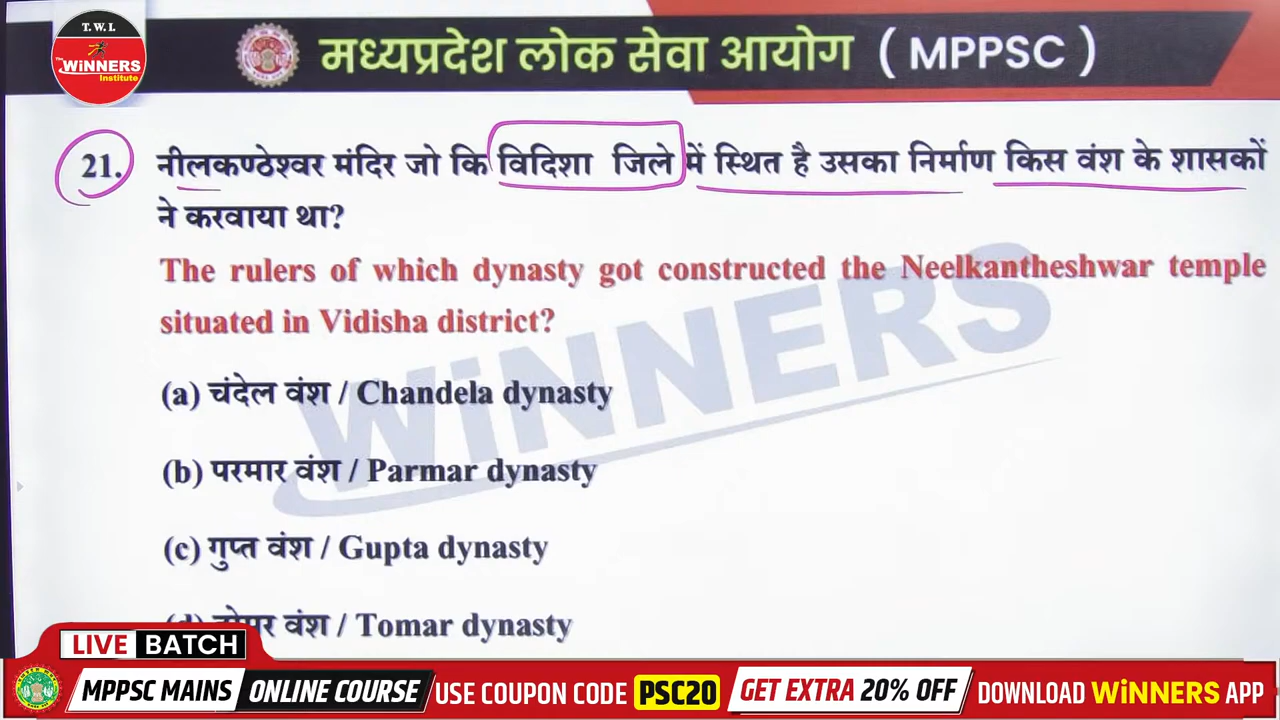 T. W. I.
The
WiNNERS
Institute
मध्यप्रदेश लोक सेवा आयोग ( MPPSC )
21. नीलकण्ठेश्वर मंदिर जो कि विदिशा जिले में स्थित है उसका निर्माण किस वंश के शासकों
ने करवाया था?
The rulers of which dynasty got constructed the Neelkantheshwar temple
situated in Vidisha district?
WiNNERS
(a) चंदेल वंश / Chandela dynasty
(b) परमार वंश / Parmar dynasty
(c) गुप्त वंश / Gupta dynasty
(d) तोमर वंश / Tomar dynasty
LIVE BATCH
MPPSC MAINS ONLINE COURSE USE COUPON CODE PSC20 GET EXTRA 20% OFF DOWNLOAD WiNNERS APP